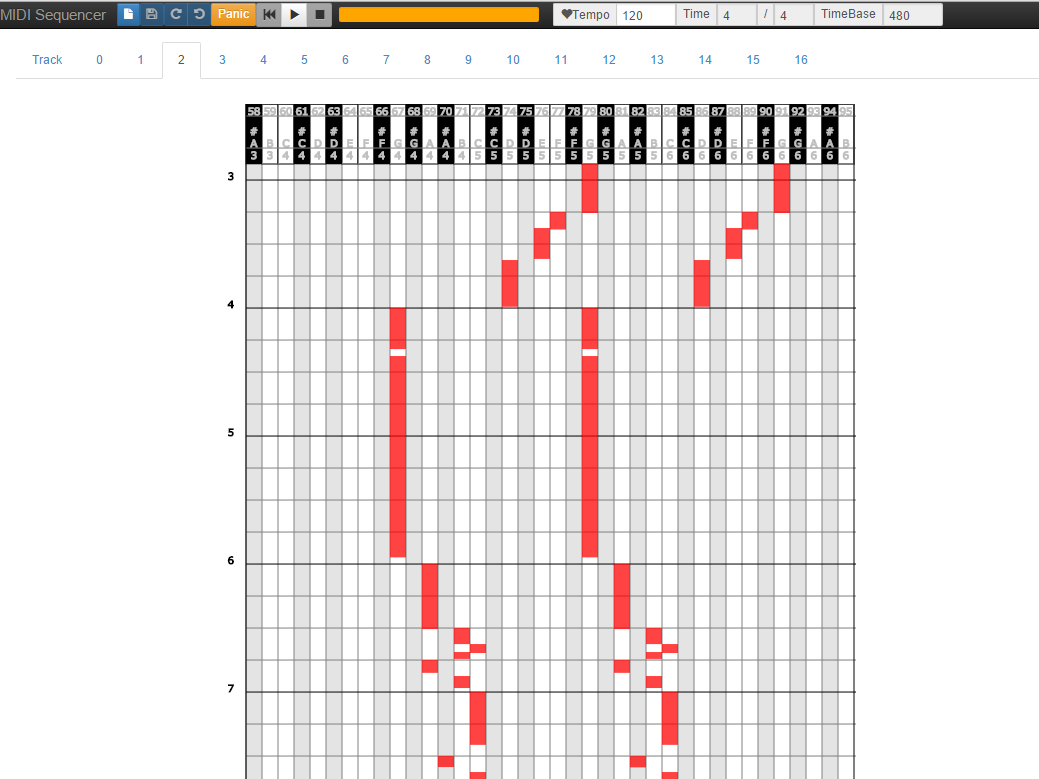 MIDI Sequencer Panic ♥Tempo 120 Time 4 / 4 TimeBase 480
Track 0 1 2 3 4 5 6 7 8 9 10 11 12 13 14 15 16
58 59 60 61 62 63 64 65 66 67 68 69 70 71 72 73 74 75 76 77 78 79 80 81 82 83 84 85 86 87 88 89 90 91 92 93 94 95
# # # # # # # # # # # # # # # #
A B C C D D E F F G G A A B C C D D E F F G G A A B C C D D E F F G G A A B
3 3 4 4 4 4 4 4 4 4 4 4 4 4 5 5 5 5 5 5 5 5 5 5 5 5 6 6 6 6 6 6 6 6 6 6 6 6
3
4
5
6
7